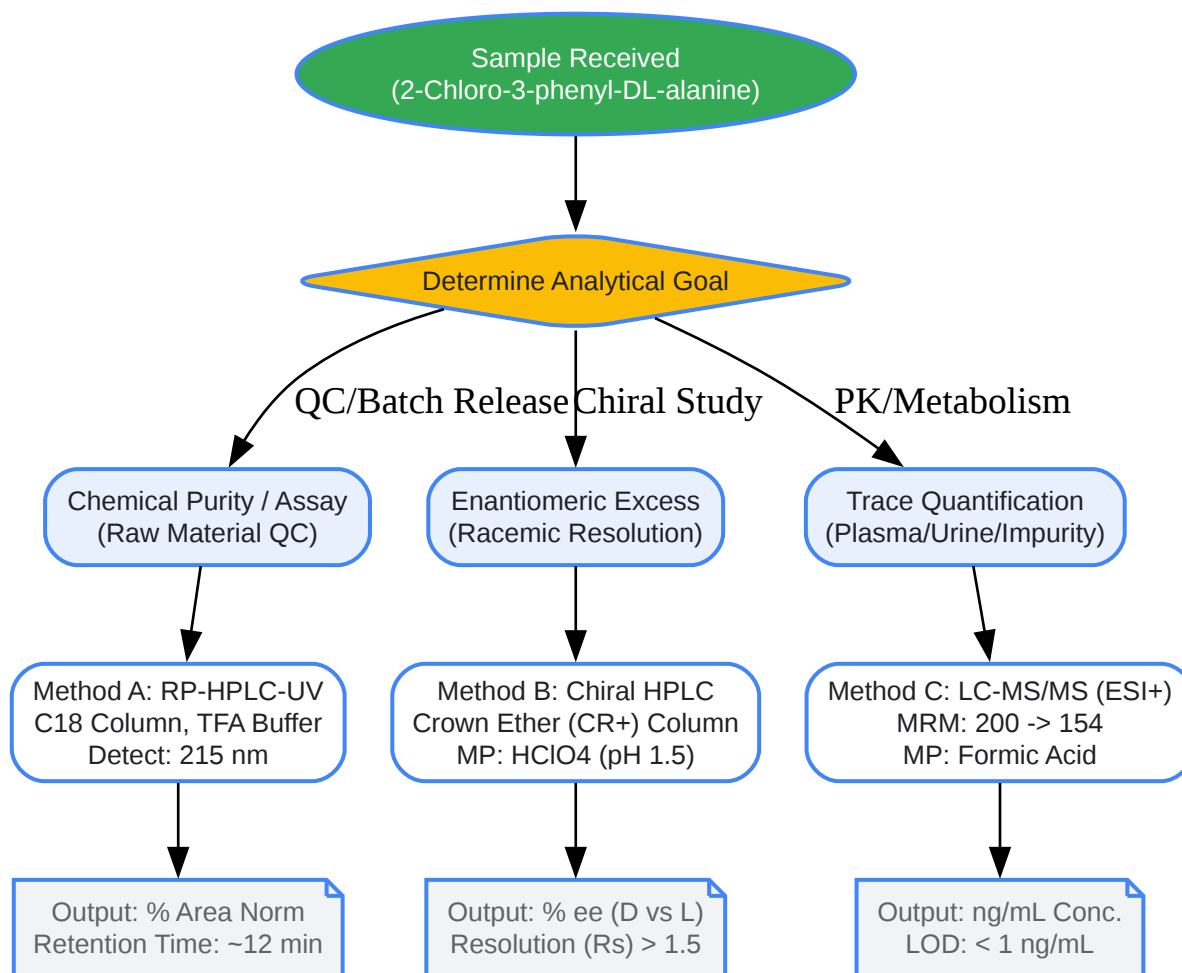 Sample Received
(2-Chloro-3-phenyl-DL-alanine)
Determine Analytical Goal
QC/Batch Release
Chiral Study
PK/Metabolism
Chemical Purity / Assay
(Raw Material QC)
Enantiomeric Excess
(Racemic Resolution)
Trace Quantification
(Plasma/Urine/Impurity)
Method A: RP-HPLC-UV
C18 Column, TFA Buffer
Detect: 215 nm
Method B: Chiral HPLC
Crown Ether (CR+) Column
MP: HClO4 (pH 1.5)
Method C: LC-MS/MS (ESI+)
MRM: 200 -> 154
MP: Formic Acid
Output: % Area Norm
Retention Time: ~12 min
Output: % ee (D vs L)
Resolution (Rs) > 1.5
Output: ng/mL Conc.
LOD: < 1 ng/mL